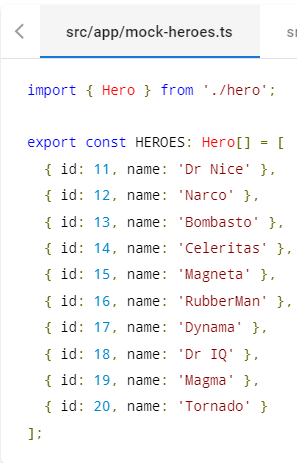 src/app/mock-heroes.ts
import { Hero } from './hero';
export const HEROES: Hero[] = [
{ id: 11, name: 'Dr Nice' },
{ id: 12, name: 'Narco' },
{ id: 13, name: 'Bombasto' },
{ id: 14, name: 'Celeritas' },
{ id: 15, name: 'Magneta' },
{ id: 16, name: 'RubberMan' },
{ id: 17, name: 'Dynama' },
{ id: 18, name: 'Dr IQ' },
{ id: 19, name: 'Magma' },
{ id: 20, name: 'Tornado' }
];